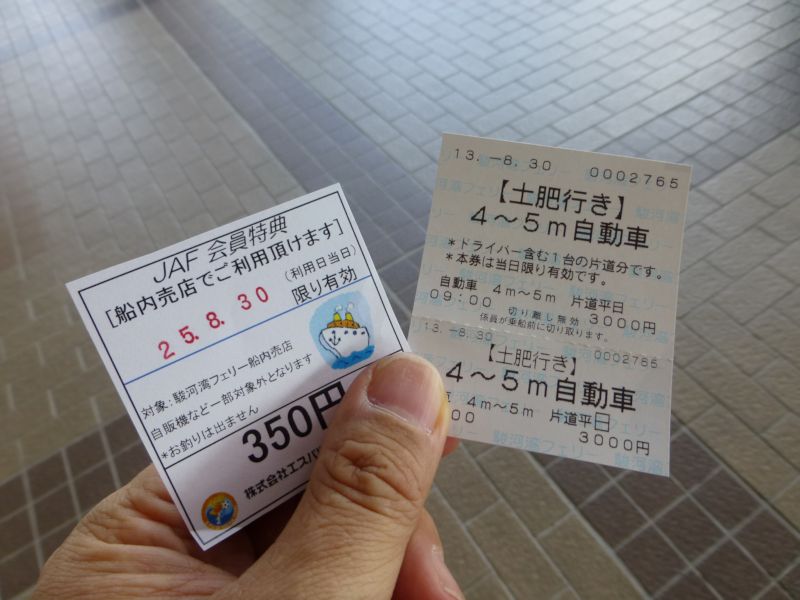 JAF 会員特典
[船内売店でご利用頂けます]
(利用日当日)
25.8.30 限り有効
対象:駿河湾フェリー船内売店
自販機など一部対象外となります
*お釣りは出ません
350円
株式会社エスパ
13.-8.30 0002765
【土肥行き】
4~5m自動車
*ドライバー含む1台の片道分です。
*本券は当日限り有効です。
自動車 4m~5m 片道平日
09:00 切り離し無効 3000円
係員が乗船前に切り取ります。
13.-8.30 0002765
【土肥行き】
4~5m自動車
4m~5m 片道平日
:00 3000円
駿河湾フェリー